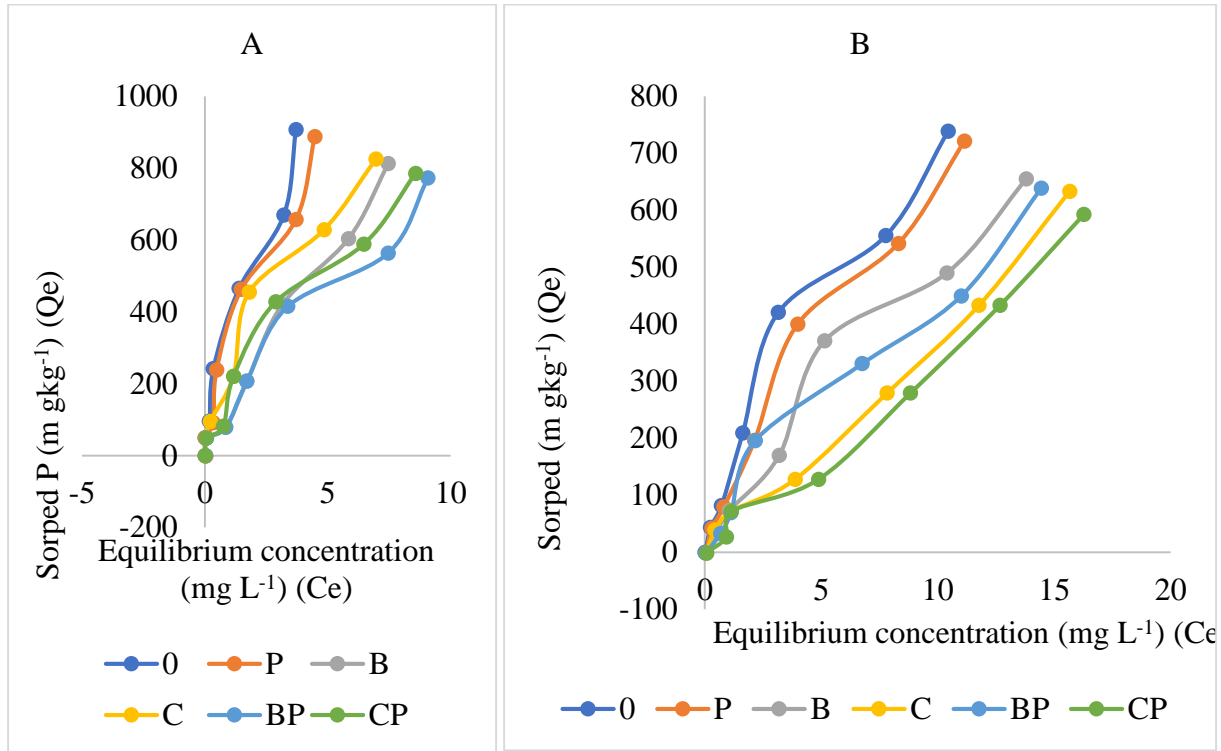 A
1000
800
600
400
200
0
-200
-5
0
5
10
Sorped P (m gkg-1) (Qe)
Equilibrium concentration
(mg L-1) (Ce)
0 P B
C BP CP
B
800
700
600
500
400
300
200
100
0
-100
0
5
10
15
20
Sorped (m gkg-1) (Qe)
Equilibrium concentration (mg L-1) (Ce
0 P B C BP CP